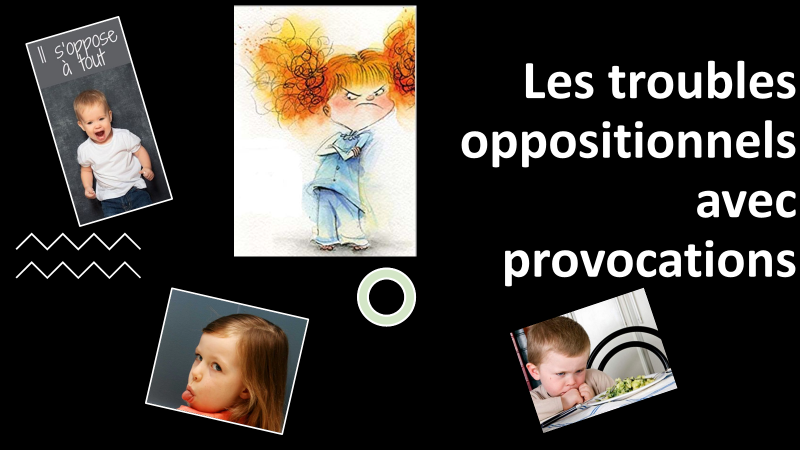 Il s'oppose
à tout
Les troubles
oppositionnels
avec
provocations